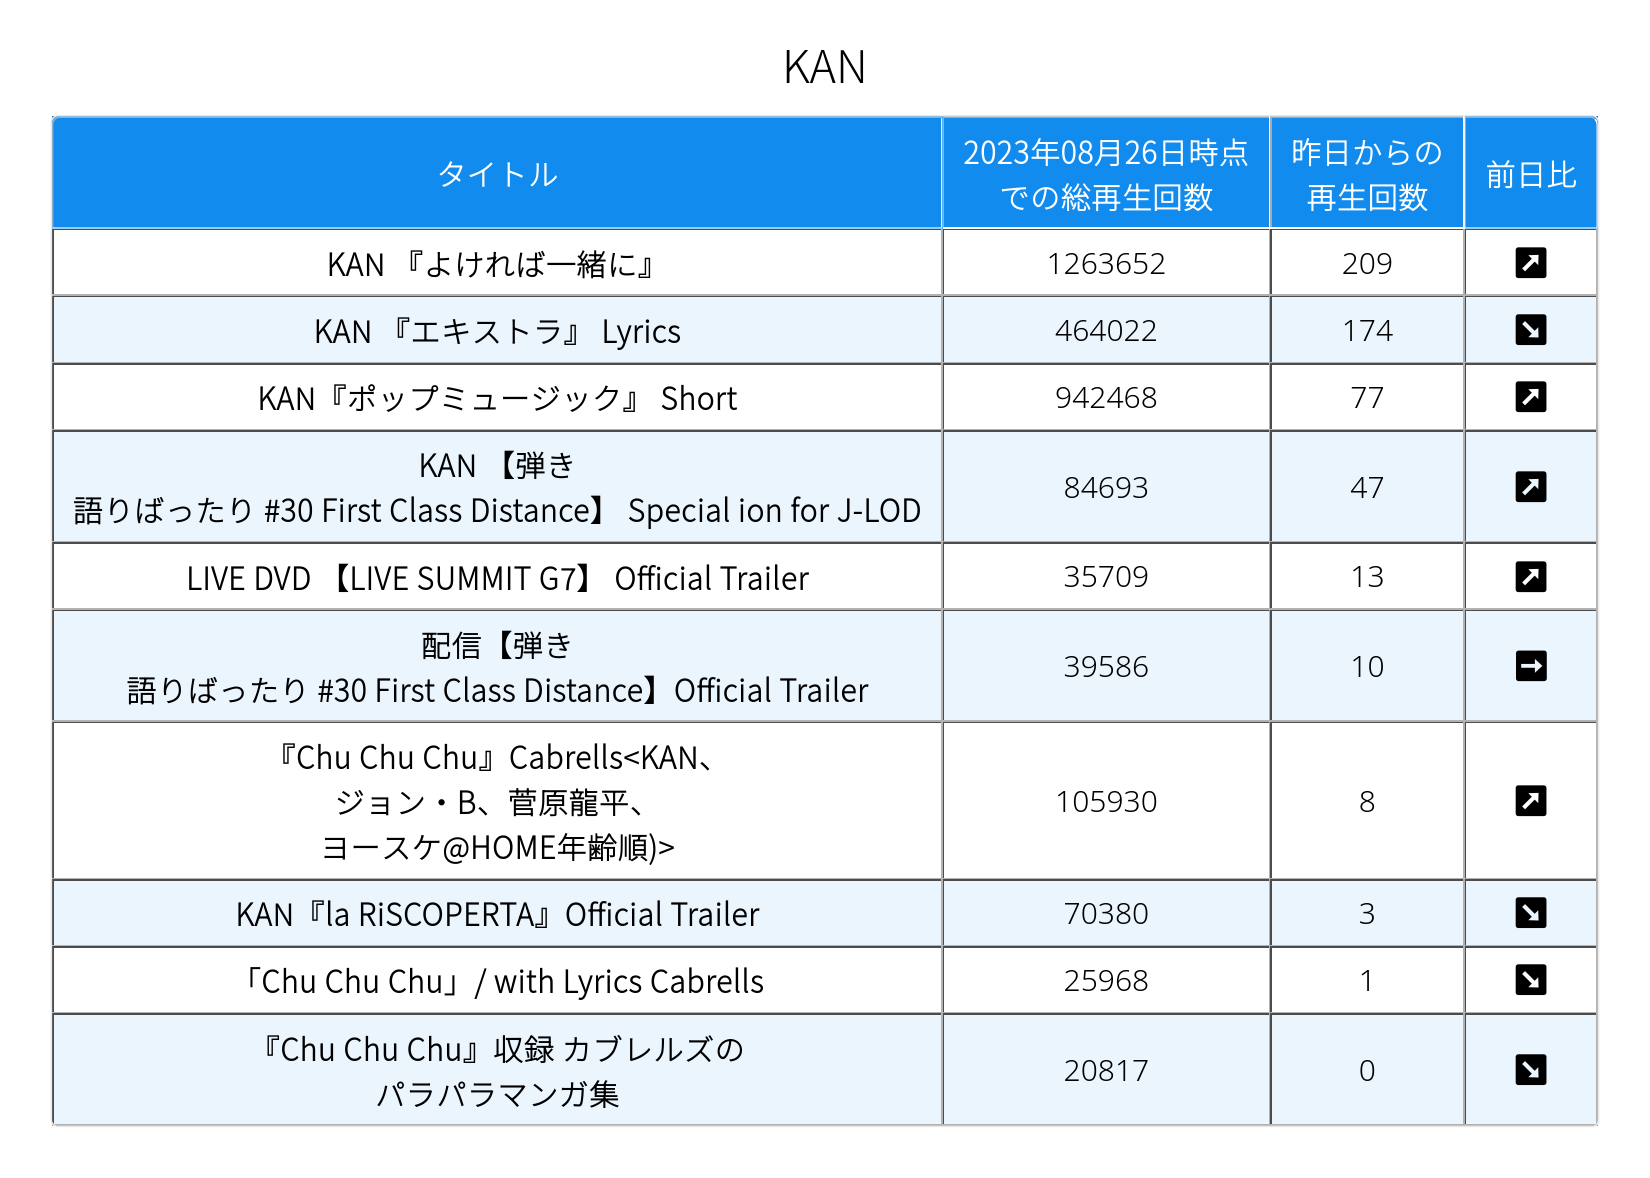 KAN
タイトル
2023年08月26日時点
での総再生回数
昨日からの
再生回数
前日比
KAN 『よければ一緒に』
1263652
209
KAN 『エキストラ』 Lyrics
464022
174
KAN『ポップミュージック』 Short
942468
77
KAN 【弾き
語りばったり #30 First Class Distance】 Special ion for J-LOD
84693
47
LIVE DVD 【LIVE SUMMIT G7】 Official Trailer
35709
13
配信【弾き
語りばったり #30 First Class Distance】Official Trailer
39586
10
『Chu Chu Chu』Cabrells<KAN、
ジョン・B、菅原龍平、
ヨースケ@HOME年齢順)>
105930
8
KAN『la RiSCOPERTA』Official Trailer
70380
3
「Chu Chu Chu」/ with Lyrics Cabrells
25968
1
『Chu Chu Chu』収録 カブレルズの
パラパラマンガ集
20817
0